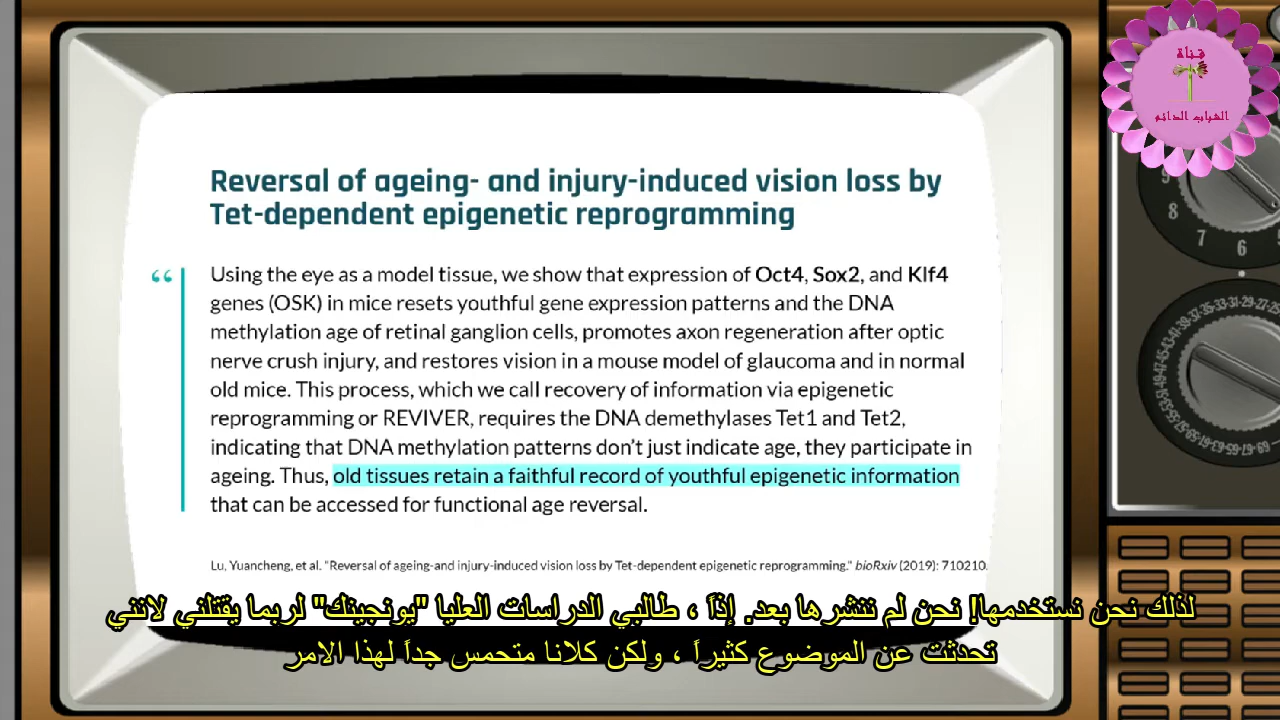 قناة
الشباب الدائم
Reversal of ageing- and injury-induced vision loss by
Tet-dependent epigenetic reprogramming
“ Using the eye as a model tissue, we show that expression of Oct4, Sox2, and Klf4
genes (OSK) in mice resets youthful gene expression patterns and the DNA
methylation age of retinal ganglion cells, promotes axon regeneration after optic
nerve crush injury, and restores vision in a mouse model of glaucoma and in normal
old mice. This process, which we call recovery of information via epigenetic
reprogramming or REVIVER, requires the DNA demethylases Tet1 and Tet2,
indicating that DNA methylation patterns don’t just indicate age, they participate in
ageing. Thus, old tissues retain a faithful record of youthful epigenetic information
that can be accessed for functional age reversal.
Lu, Yuancheng, et al. "Reversal of ageing-and injury-induced vision loss by Tet-dependent epigenetic reprogramming." bioRxiv (2019): 710210.
لذلك نحن نستخدمها! نحن لم ننشرها بعد. إذاً ، طالبي الدراسات العليا "يونجينك" لربما يقتلني لانني
تحدثت عن الموضوع كثيراً ، ولكن كلانا متحمس جداً لهذا الامر
8
7
6